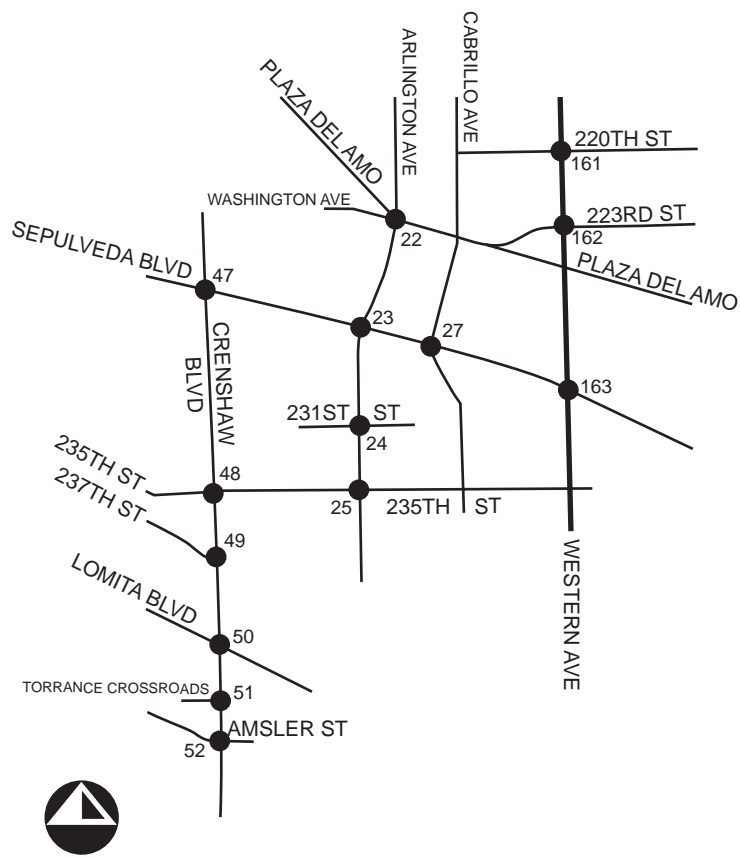 ARLINGTON AVE
CABRILLO AVE
PLAZA DEL AMO
220TH ST
161
WASHINGTON AVE
22
223RD ST
162
SEPULVEDA BLVD
47
PLAZA DEL AMO
23
27
CRENSHAW
BLVD
163
231ST ST
24
235TH ST
48
237TH ST
25
235TH ST
49
LOMITA BLVD
WESTERN AVE
50
TORRANCE CROSSROADS
51
AMSLER ST
52